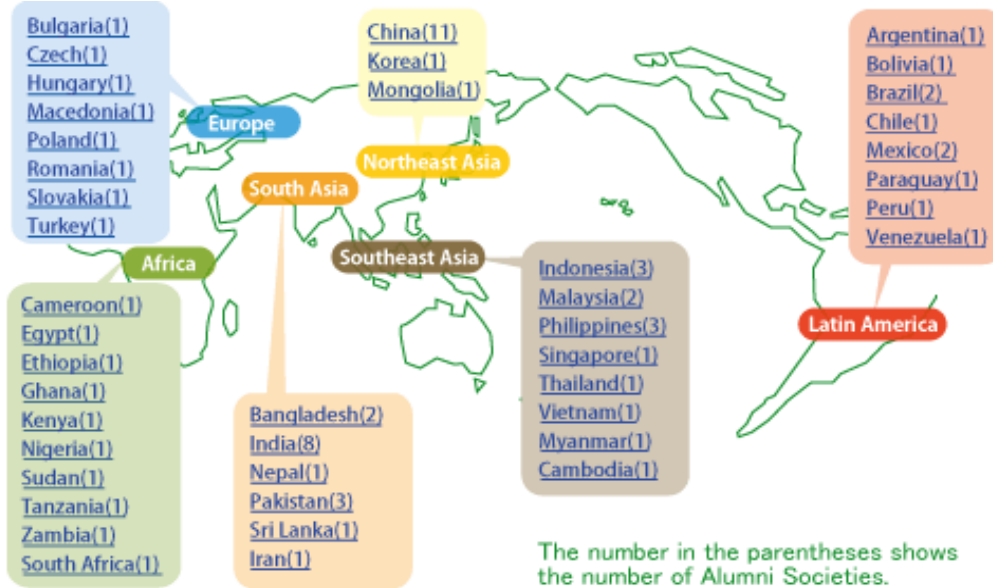 Bulgaria(1)
Czech(1)
Hungary(1)
Macedonia(1)
Poland(1)
Romania(1)
Slovakia(1)
Turkey(1)
Europe
China(11)
Korea(1)
Mongolia(1)
Northeast Asia
Argentina(1)
Bolivia(1)
Brazil(2)
Chile(1)
Mexico(2)
Paraguay(1)
Peru(1)
Venezuela(1)
Latin America
South Asia
Southeast Asia
Africa
Cameroon(1)
Egypt(1)
Ethiopia(1)
Ghana(1)
Kenya(1)
Nigeria(1)
Sudan(1)
Tanzania(1)
Zambia(1)
South Africa(1)
Bangladesh(2)
India(8)
Nepal(1)
Pakistan(3)
Sri Lanka(1)
Iran(1)
Indonesia(3)
Malaysia(2)
Philippines(3)
Singapore(1)
Thailand(1)
Vietnam(1)
Myanmar(1)
Cambodia(1)
The number in the parentheses shows
the number of Alumni Societies.